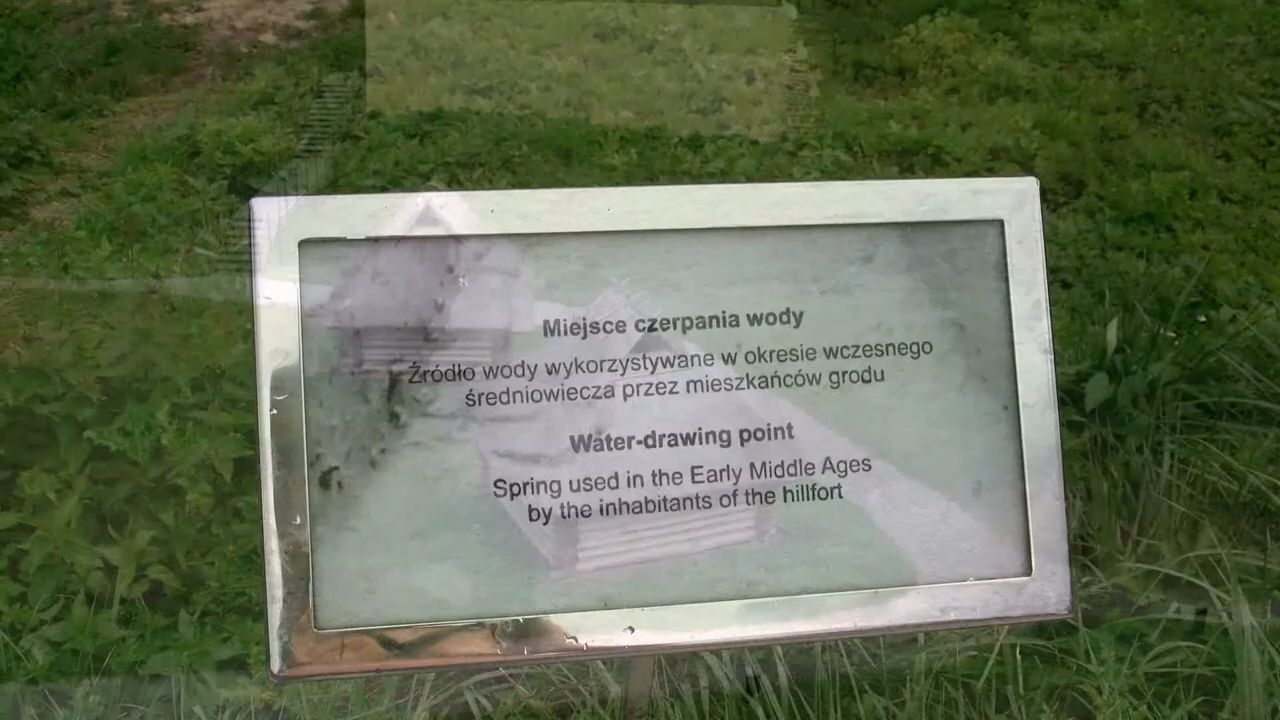 Miejsce czerpania wody
Źródło wody wykorzystywane w okresie wczesnego
średniowiecza przez mieszkańców grodu
Water-drawing point
Spring used in the Early Middle Ages
by the inhabitants of the hillfort